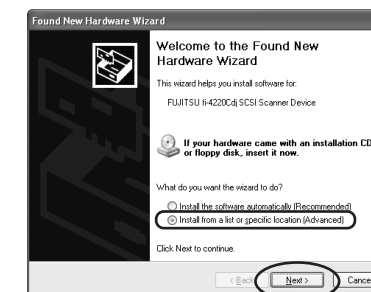 Found New Hardware Wizard
Welcome to the Found New
Hardware Wizard
This wizard helps you install software for:
FUJITSU fi-4220Cdj SCSI Scanner Device
If your hardware came with an installation CD
or floppy disk, insert it now.
What do you want the wizard to do?
Install the software automatically (Recommended)
Install from a list or specific location (Advanced)
Click Next to continue.
< Back Next > Cance